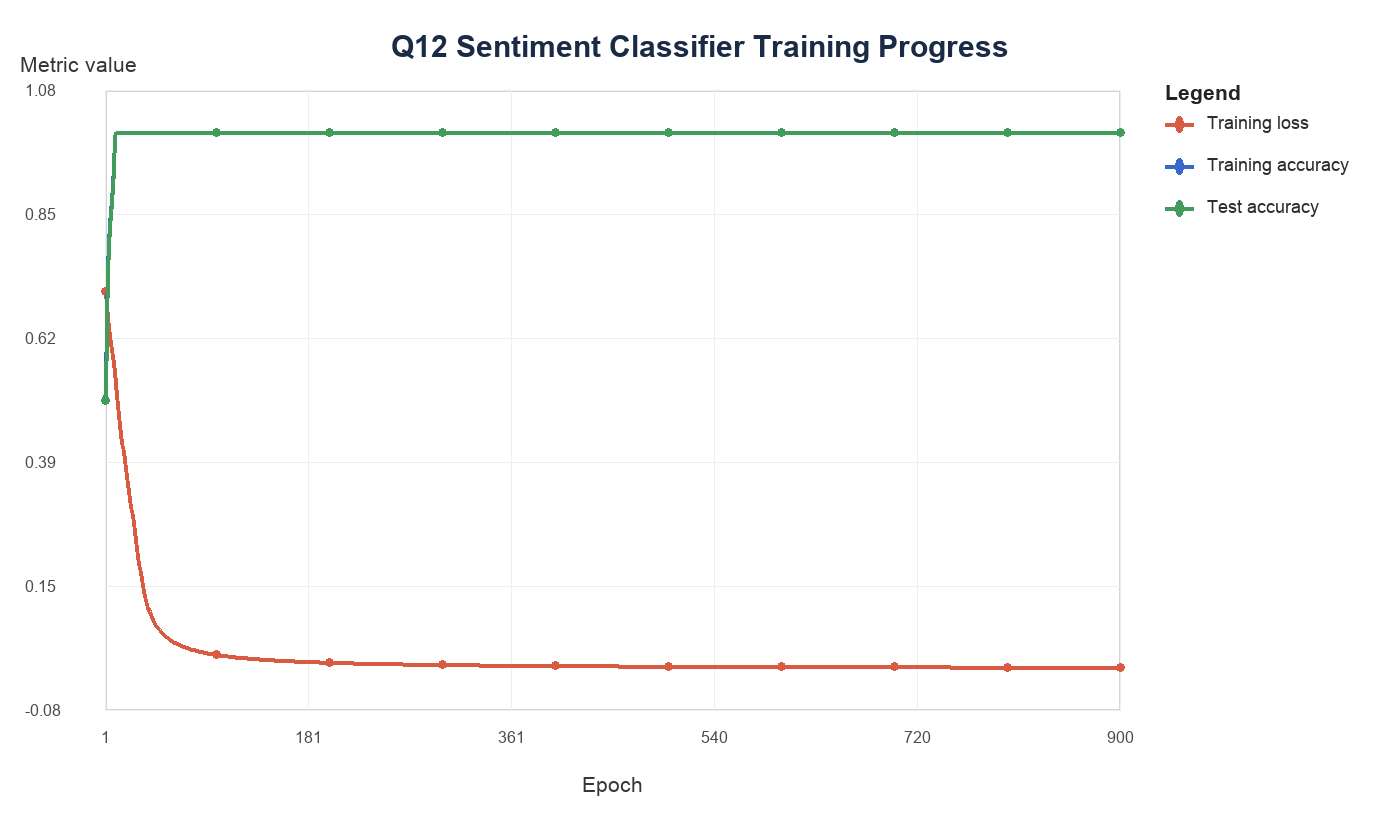 Q12 Sentiment Classifier Training Progress
Metric value
1.08
0.85
0.62
0.39
0.15
-0.08
1 181 361 540 720 900
Epoch
Legend
Training loss
Training accuracy
Test accuracy